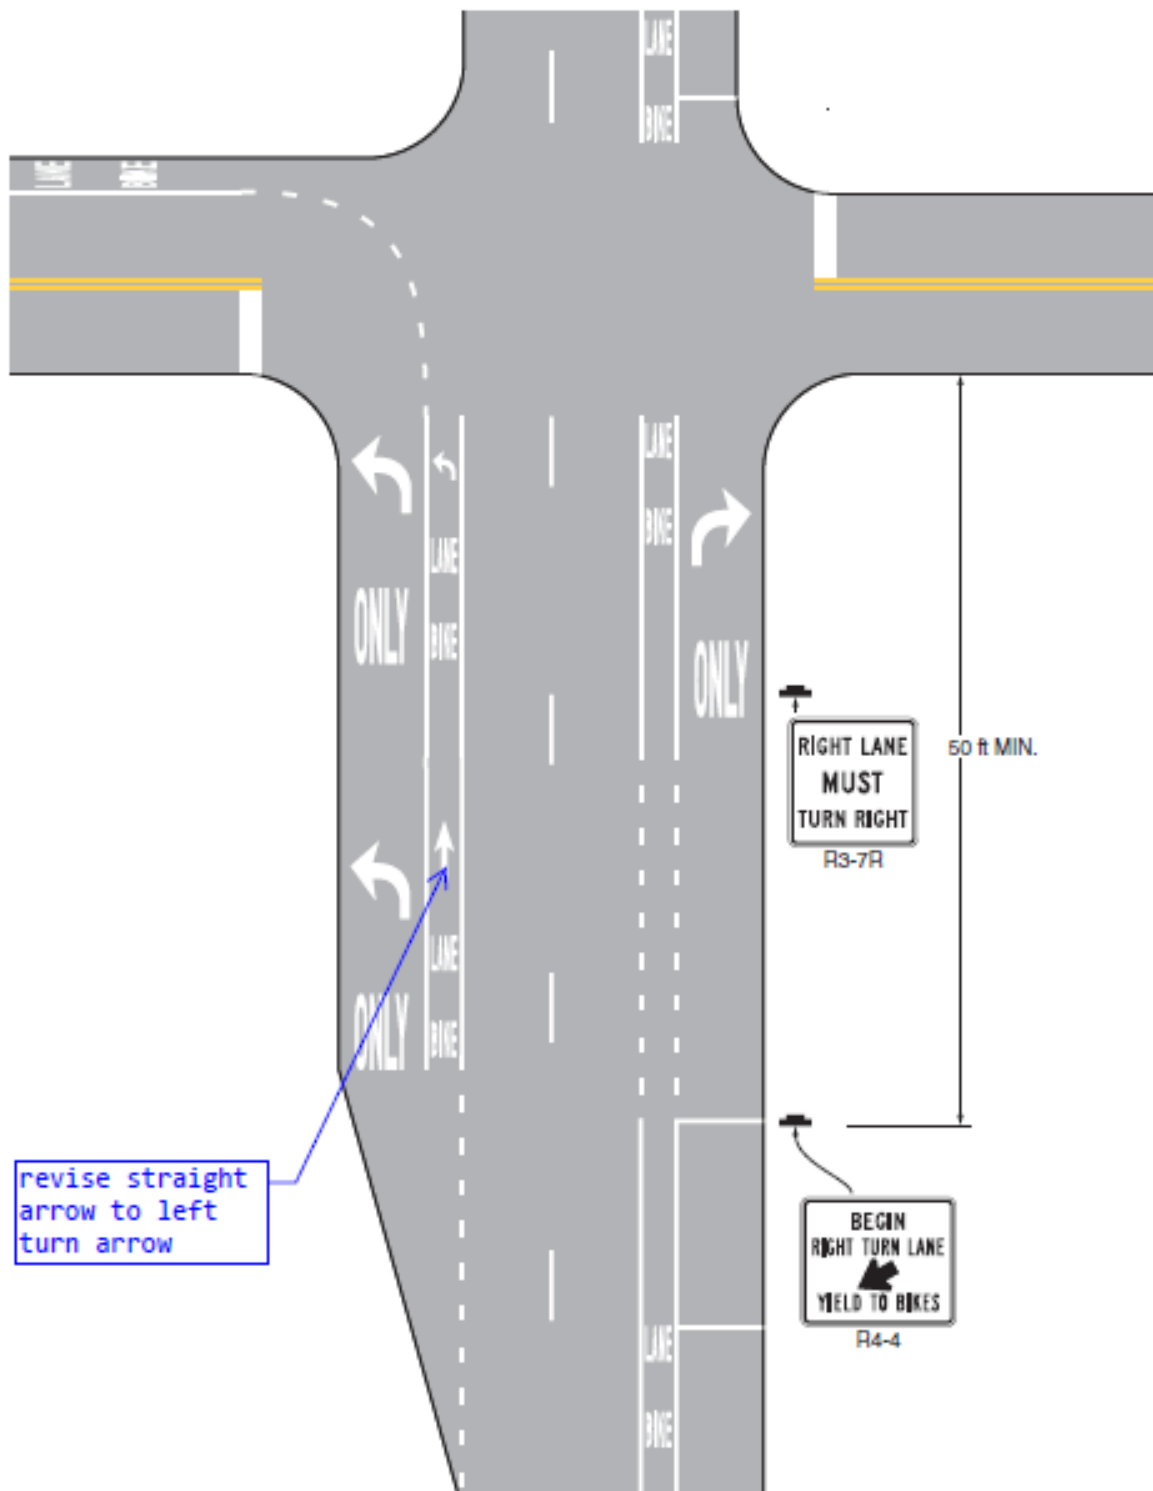 LANE
BIKE
LANE BIKE
LANE
BIKE
LANE
BIKE
ONLY
ONLY
RIGHT LANE
MUST
TURN RIGHT
R3-7R
50 ft MIN.
LANE
BIKE
ONLY
revise straight
arrow to left
turn arrow
BEGIN
RIGHT TURN LANE
YIELD TO BIKES
R4-4
LANE
BIKE